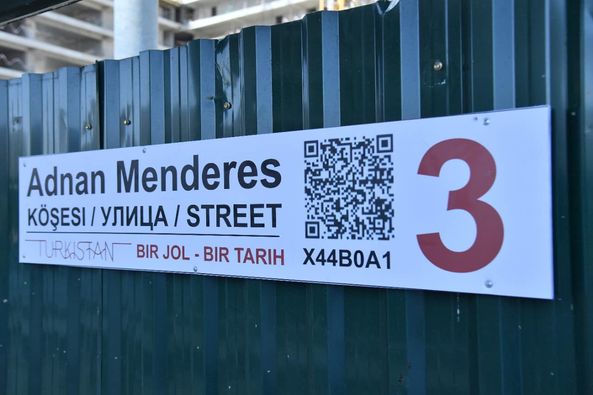 Adnan Menderes
KÖŞESI / УЛИЦА / STREET
TURKISTAN BIR JOL - BIR TARIH
X44B0A1
3